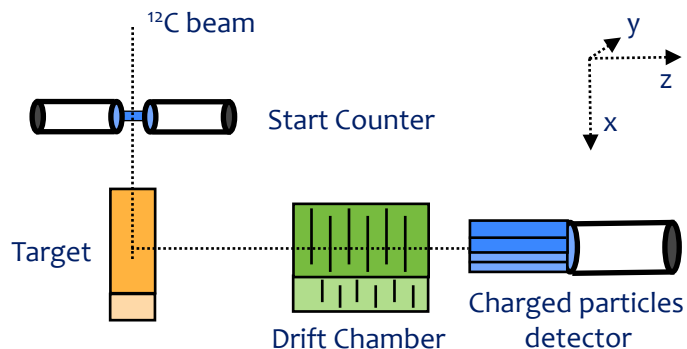 ¹²C beam
y
z
x
Start Counter
Target
Drift Chamber
Charged particles
detector